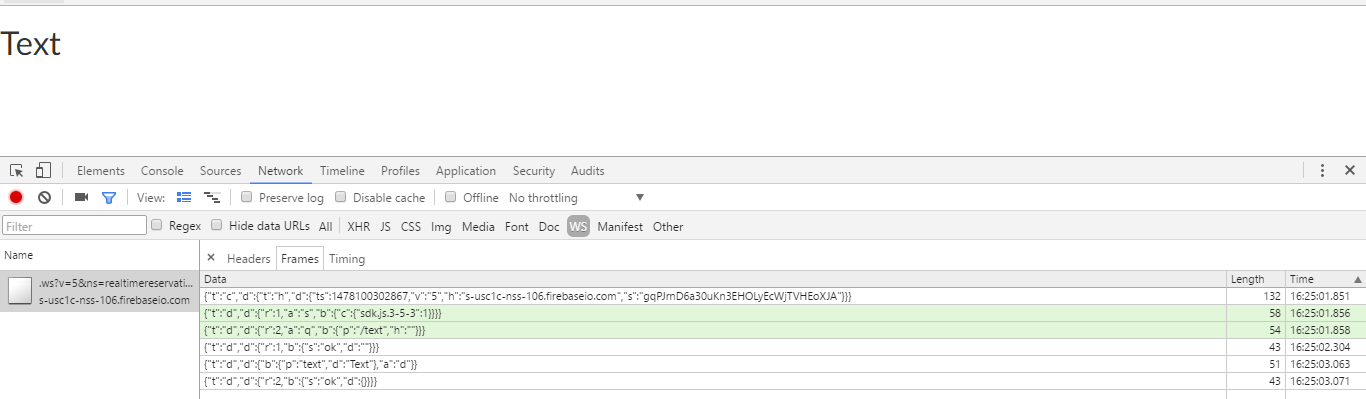 Text
Elements Console Sources Network Timeline Profiles Application Security Audits
View: Preserve log Disable cache Offline No throttling
Filter Regex Hide data URLs All XHR JS CSS Img Media Font Doc WS Manifest Other
Name × Headers Frames Timing
Data Length Time
.ws?v=5&ns=realtimereservati...
s-usc1c-nss-106.firebaseio.com
{"t":"c","d":{"t":"h","d":{"ts":1478100302867,"v":"5","h":"s-usc1c-nss-106.firebaseio.com","s":"gqPJrnD6a30uKn3EHOLyEcWjTVHEoXJA"}}} 132 16:25:01.851
{"t":"d","d":{"r":1,"a":"s","b":{"c":{"sdk.js.3-5-3":1}}}} 58 16:25:01.856
{"t":"d","d":{"r":2,"a":"q","b":{"p":"/text","h":""}}} 54 16:25:01.858
{"t":"d","d":{"r":1,"b":{"s":"ok","d":""}}} 43 16:25:02.304
{"t":"d","d":{"b":{"p":"text","d":"Text"},"a":"d"}} 51 16:25:03.063
{"t":"d","d":{"r":2,"b":{"s":"ok","d":{}}}} 43 16:25:03.071